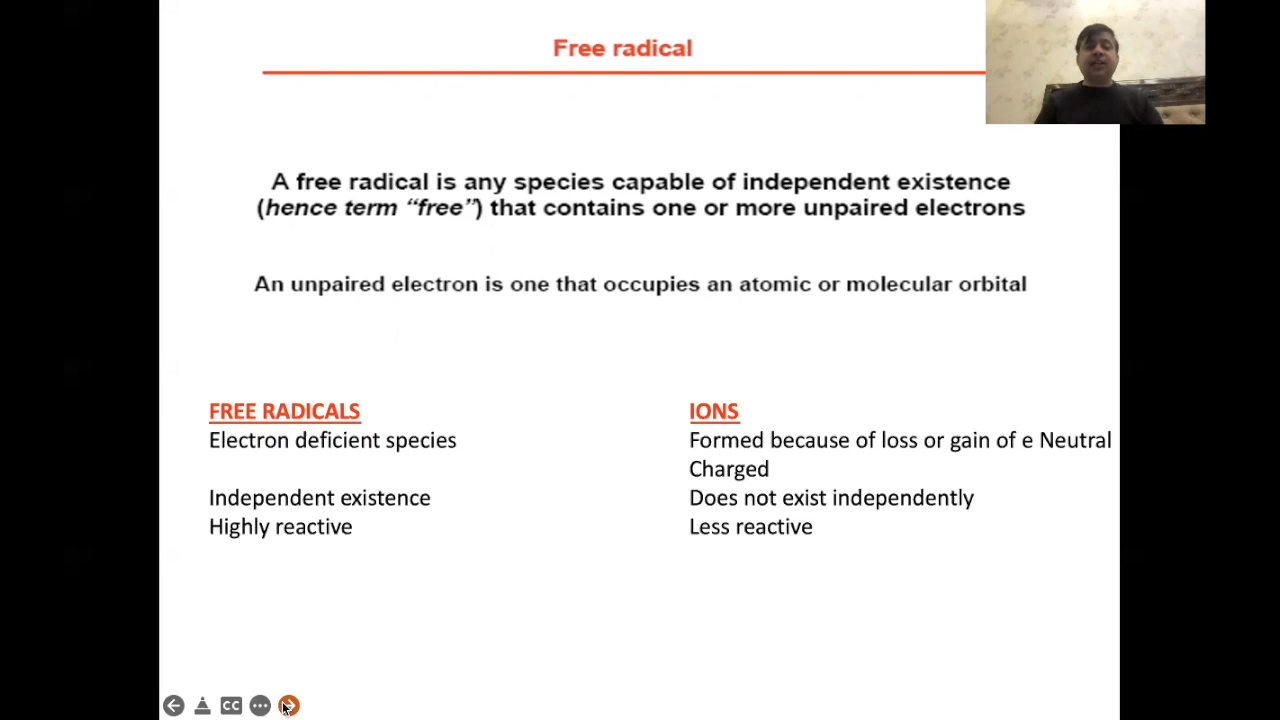 Free radical
A free radical is any species capable of independent existence
(hence term “free”) that contains one or more unpaired electrons
An unpaired electron is one that occupies an atomic or molecular orbital
FREE RADICALS
Electron deficient species
Independent existence
Highly reactive
IONS
Formed because of loss or gain of e Neutral
Charged
Does not exist independently
Less reactive
CC